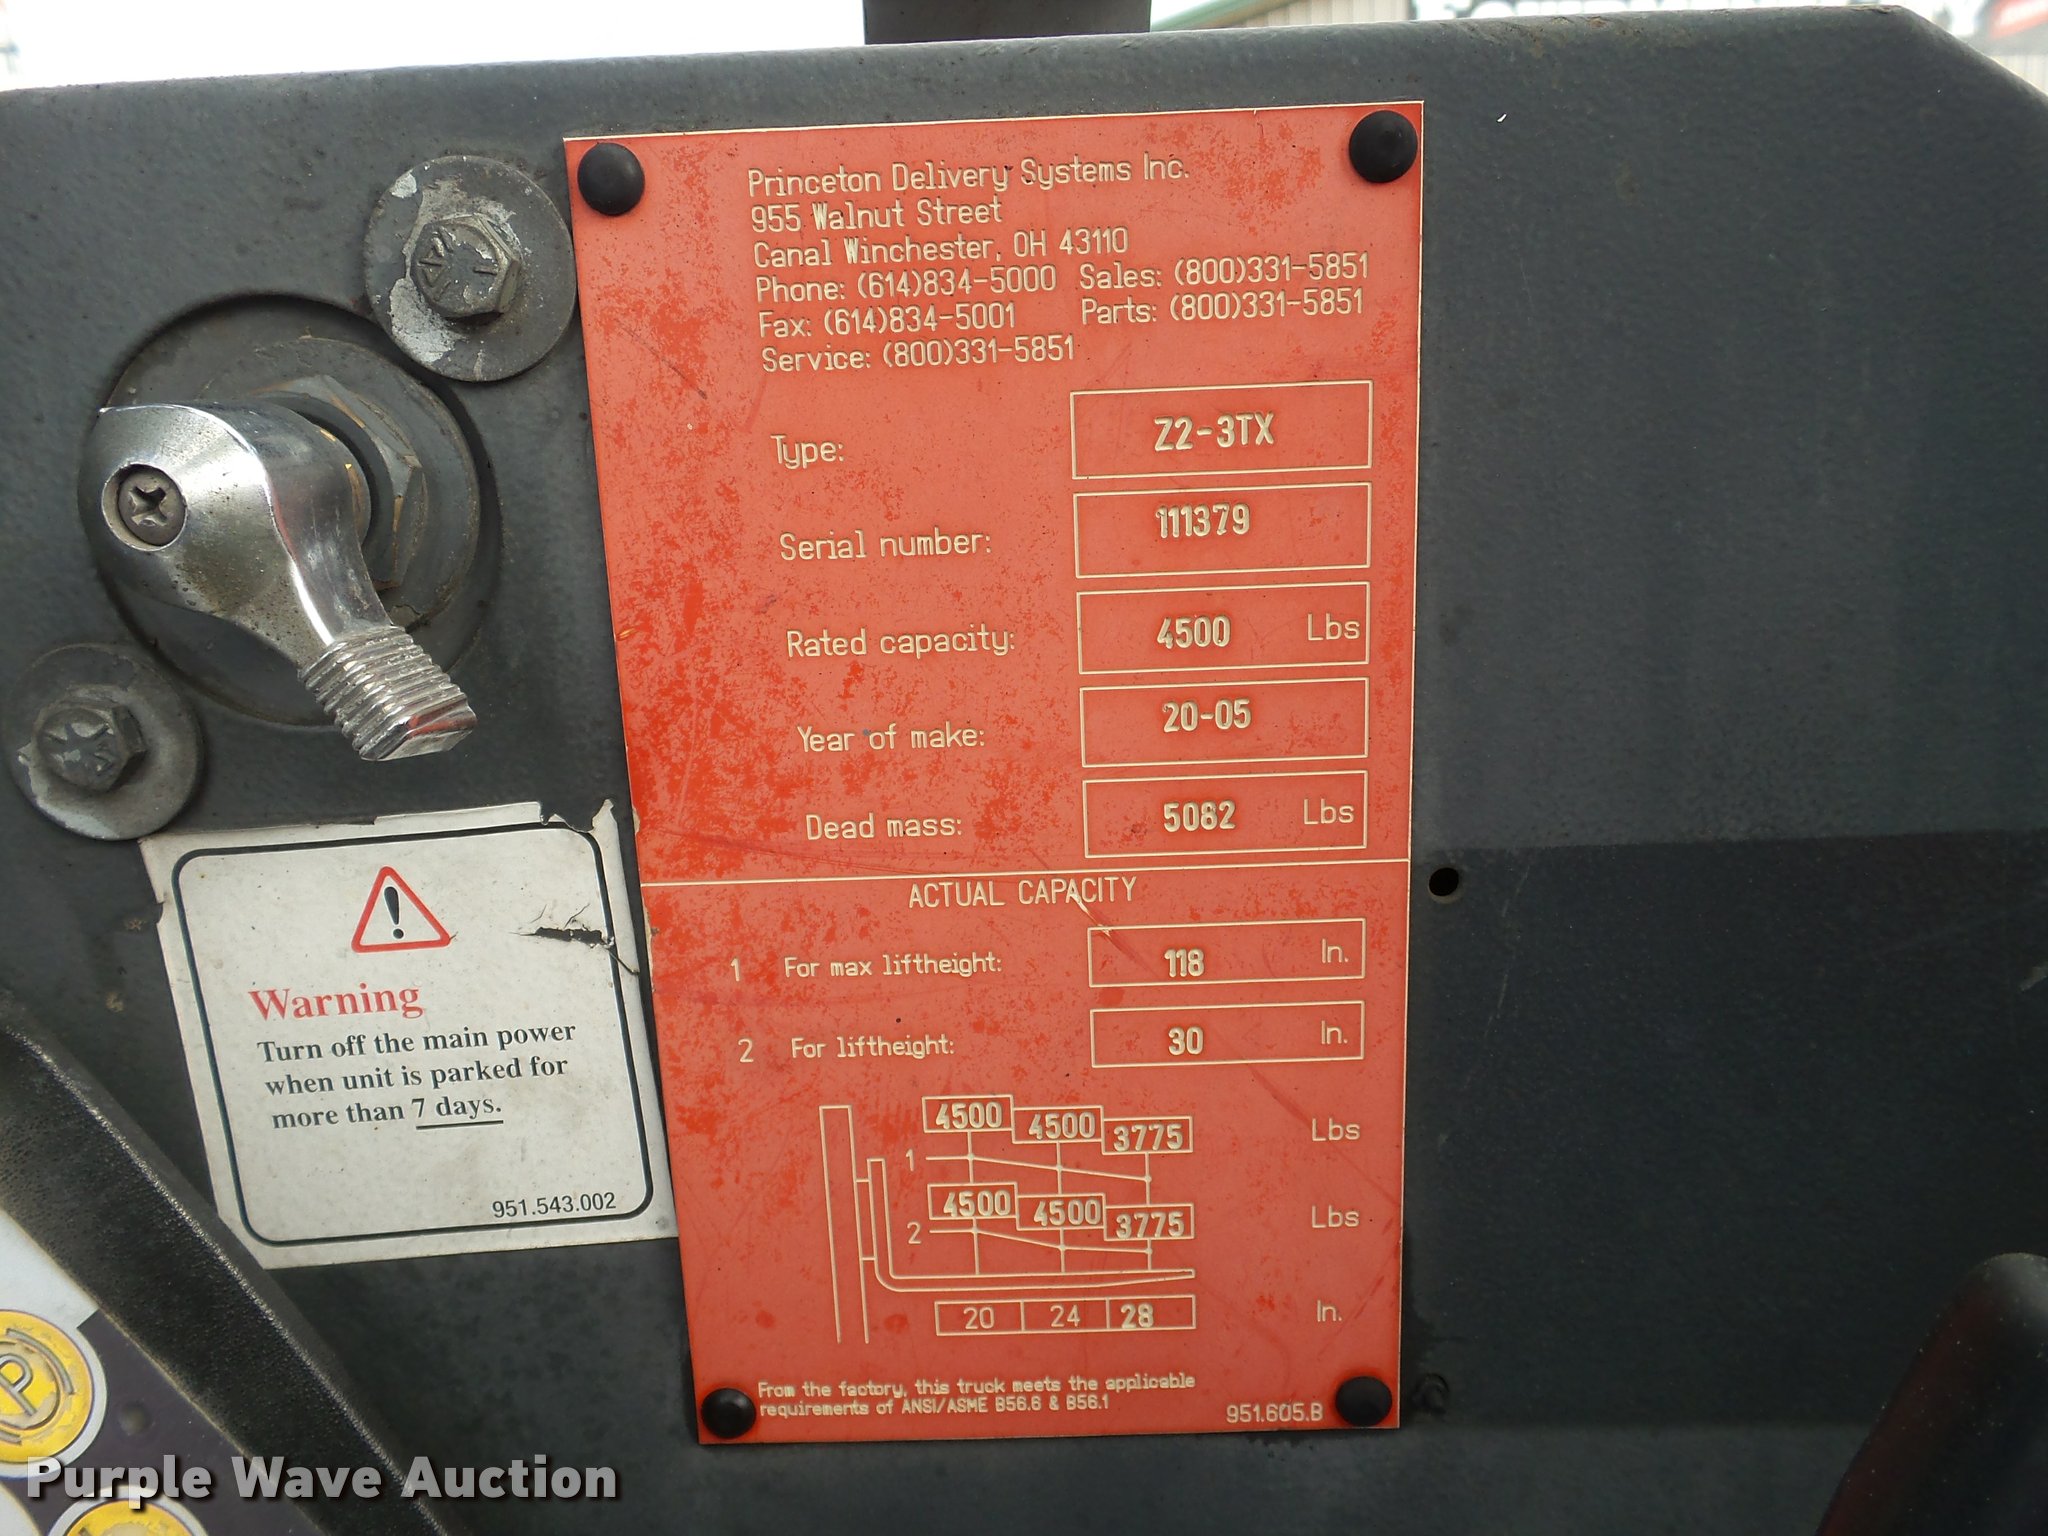 Princeton Delivery Systems Inc.
955 Walnut Street
Canal Winchester, OH 43110
Phone: (614)834-5000 Sales: (800)331-5851
Fax: (614)834-5001 Parts: (800)331-5851
Service: (800)331-5851
Type: Z2-3TX
Serial number: 111379
Rated capacity: 4500 Lbs
Year of make: 20-05
Dead mass: 5082 Lbs
ACTUAL CAPACITY
1 For max liftheight: 118 In.
2 For liftheight: 30 In.
4500 4500 3775 Lbs
1
4500 4500 3775 Lbs
2
20 24 28 In.
From the factory, this truck meets the applicable
requirements of ANSI/ASME B56.6 & B56.1
951.605.B
Warning
Turn off the main power
when unit is parked for
more than 7 days.
951.543.002
P
Purple Wave Auction